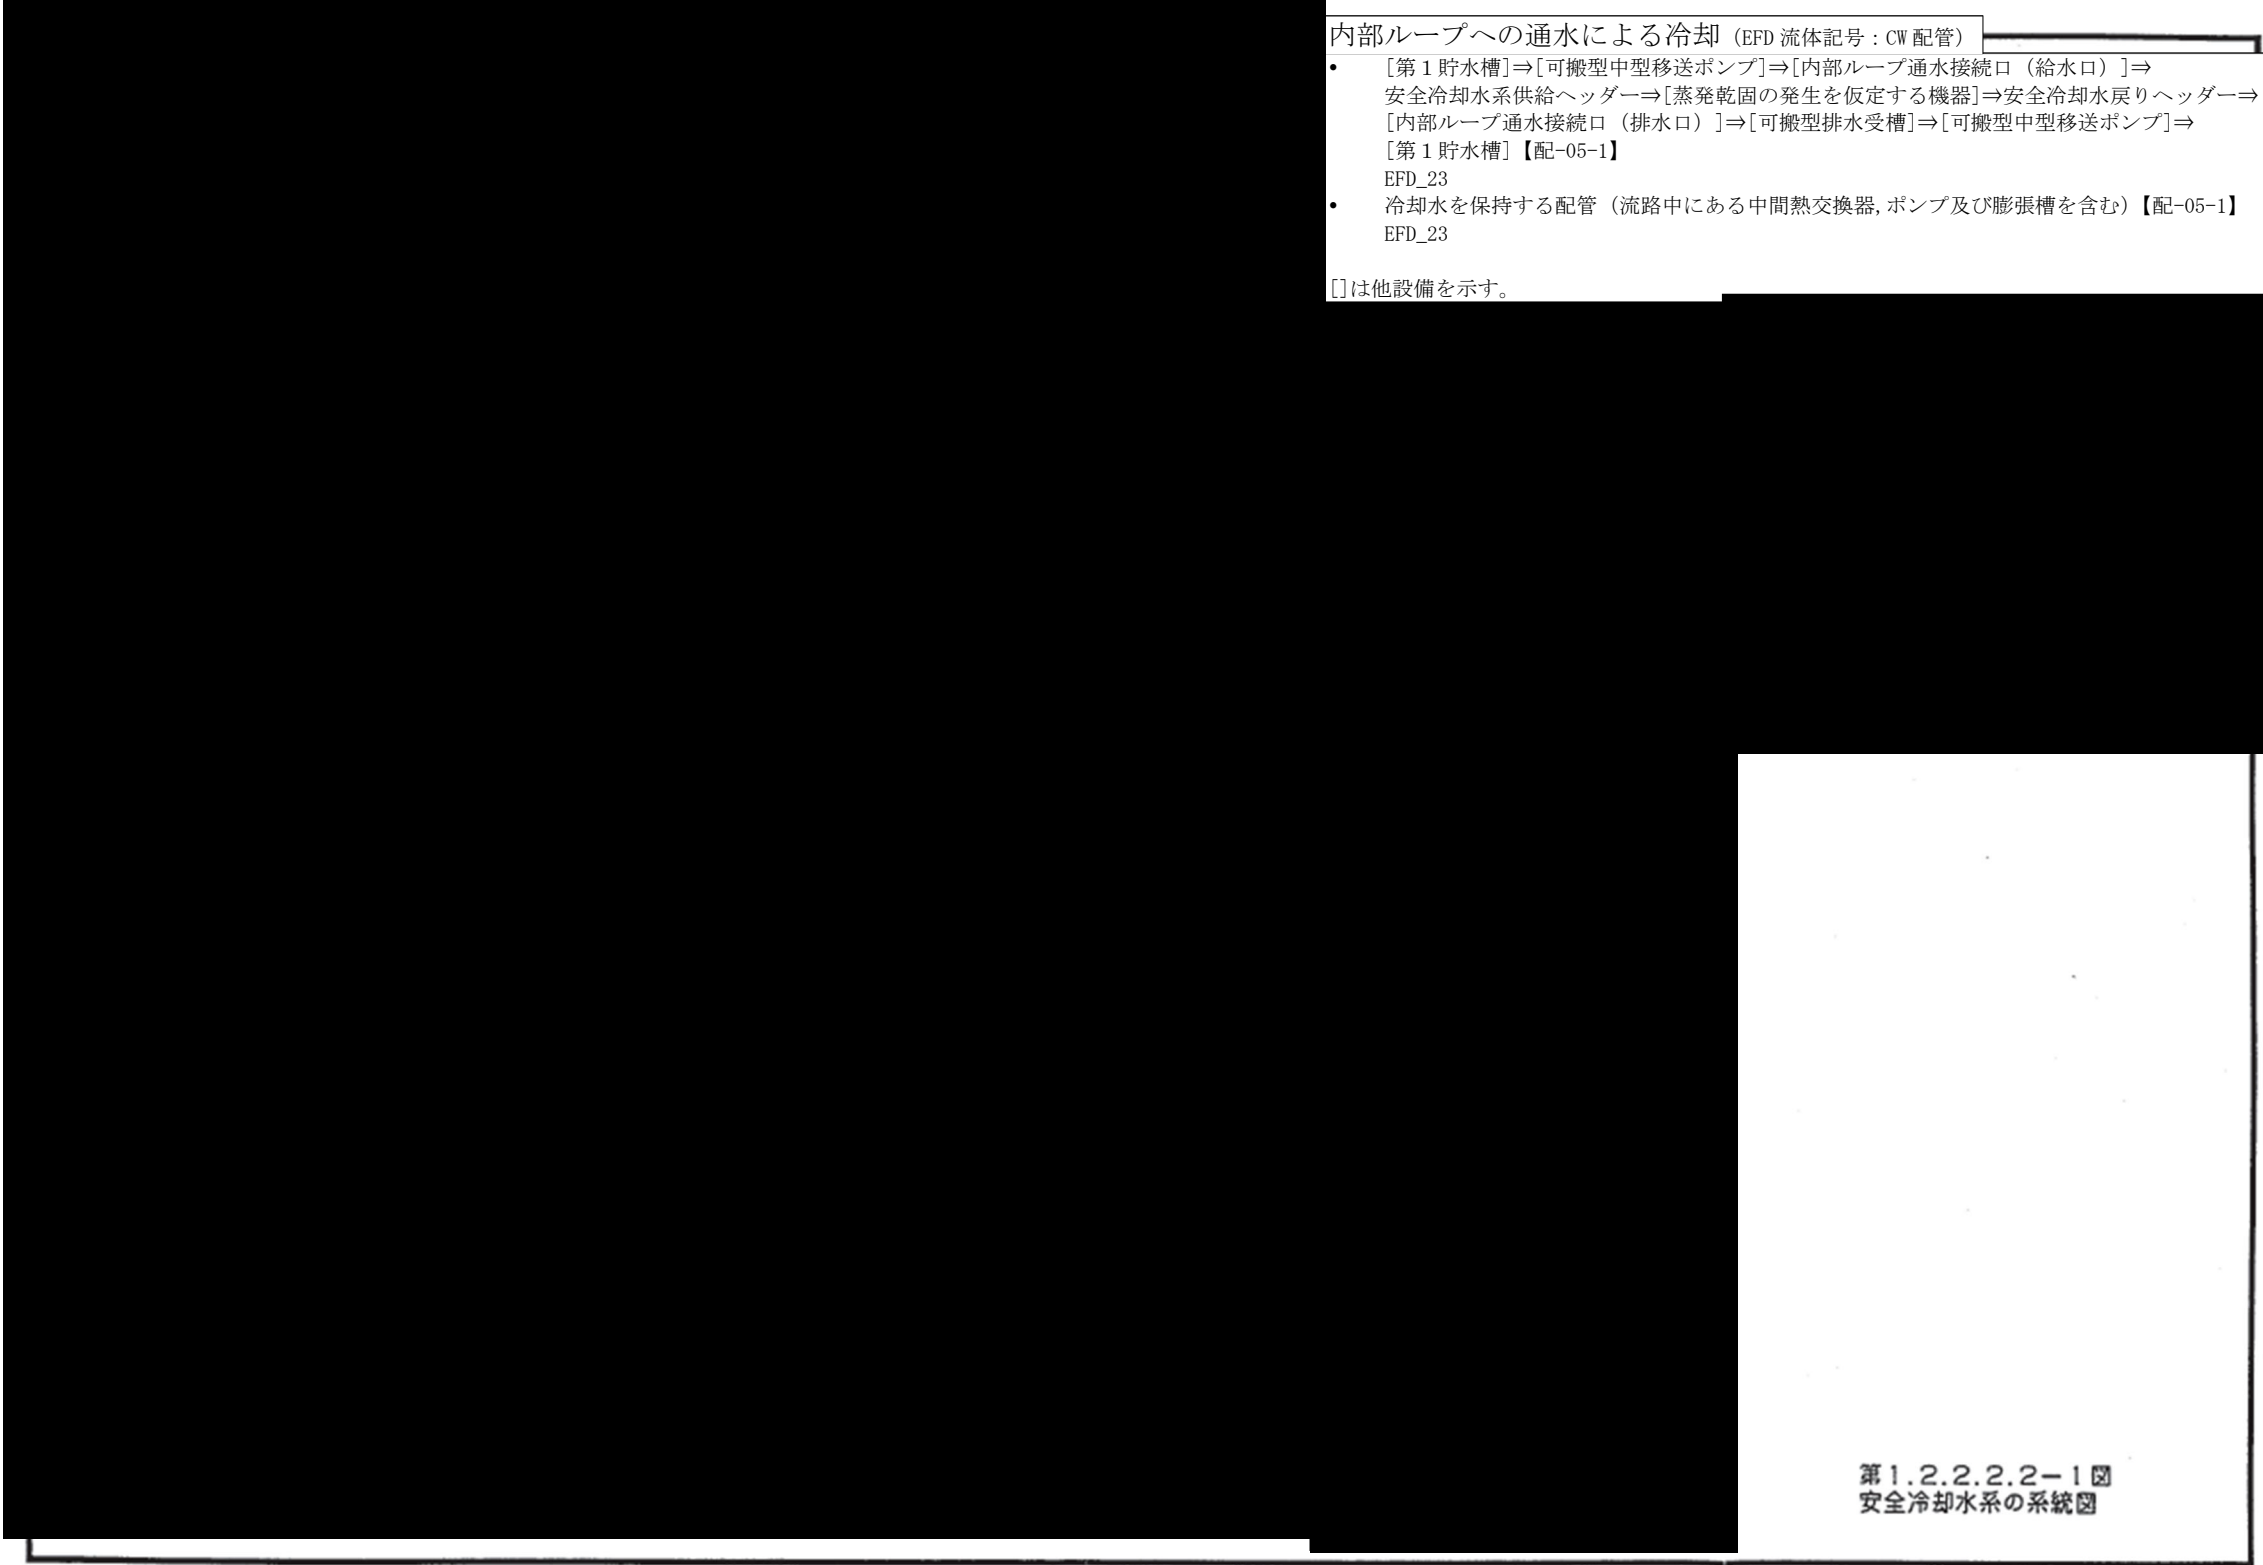 内部ループへの通水による冷却（EFD 流体記号：CW 配管）
• [第１貯水槽]⇒[可搬型中型移送ポンプ]⇒[内部ループ通水接続口（給水口）]⇒
安全冷却水系供給ヘッダー⇒[蒸発乾固の発生を仮定する機器]⇒安全冷却水戻りヘッダー⇒
[内部ループ通水接続口（排水口）]⇒[可搬型排水受槽]⇒[可搬型中型移送ポンプ]⇒
[第１貯水槽]【配-05-1】
EFD_23
• 冷却水を保持する配管（流路中にある中間熱交換器,ポンプ及び膨張槽を含む）【配-05-1】
EFD_23
[]は他設備を示す。
第1.2.2.2.2－1図
安全冷却水系の系統図